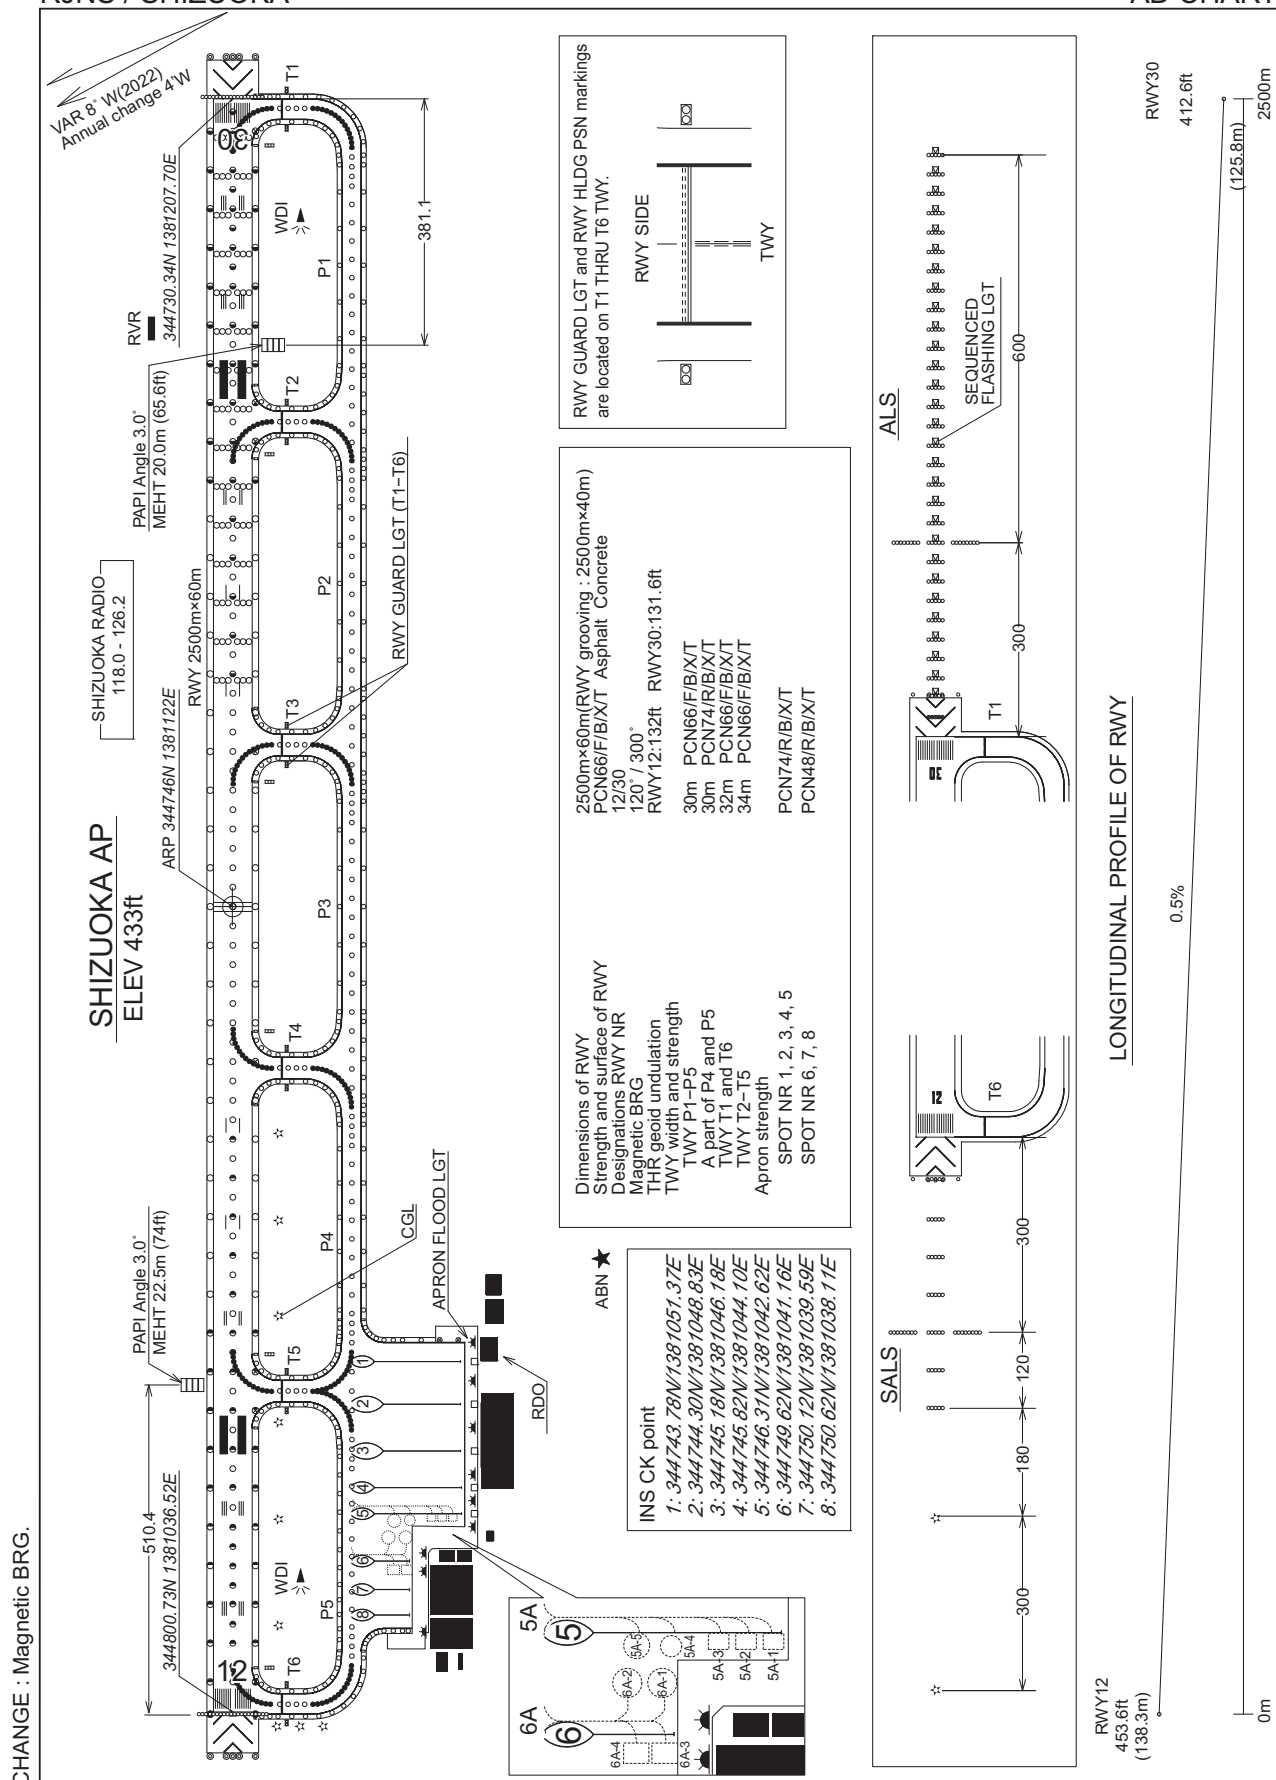 SHIZUOKA AP
ELEV 433ft
CHANGE : Magnetic BRG.
VAR 8° W(2022)
Annual change 4'W
SHIZUOKA RADIO
118.0 - 126.2
RWY 2500m×60m
ARP 344746N 1381122E
PAPI Angle 3.0°
MEHT 22.5m (74ft)
510.4
344800.73N 1381036.52E
PAPI Angle 3.0°
MEHT 20.0m (65.6ft)
RVR
344730.34N 1381207.70E
12
30
T6
T5
T4
T3
T2
T1
WDI
WDI
P5
P4
P3
P2
P1
381.1
CGL
APRON FLOOD LGT
RWY GUARD LGT (T1-T6)
8
7
6
5
4
3
2
1
RDO
ABN
6A
5A
6
5
6A-4
6A-3
6A-2
6A-1
5A-5
5A-4
5A-3
5A-2
5A-1
INS CK point
1: 344743.78N/1381051.37E
2: 344744.30N/1381048.83E
3: 344745.18N/1381046.18E
4: 344745.82N/1381044.10E
5: 344746.31N/1381042.62E
6: 344749.62N/1381041.16E
7: 344750.12N/1381039.59E
8: 344750.62N/1381038.11E
Dimensions of RWY 2500m×60m(RWY grooving : 2500m×40m)
Strength and surface of RWY PCN66/F/B/X/T Asphalt Concrete
Designations RWY NR 12/30
Magnetic BRG 120° / 300°
THR geoid undulation RWY12:132ft RWY30:131.6ft
TWY width and strength
TWY P1-P5 30m PCN66/F/B/X/T
A part of P4 and P5 30m PCN74/R/B/X/T
TWY T1 and T6 32m PCN66/F/B/X/T
TWY T2-T5 34m PCN66/F/B/X/T
Apron strength
SPOT NR 1, 2, 3, 4, 5 PCN74/R/B/X/T
SPOT NR 6, 7, 8 PCN48/R/B/X/T
RWY GUARD LGT and RWY HLDG PSN markings
are located on T1 THRU T6 TWY.
RWY SIDE
TWY
SALS
300
180
120
300
12
T6
ALS
30
T1
300
600
SEQUENCED
FLASHING LGT
LONGITUDINAL PROFILE OF RWY
RWY12
453.6ft
(138.3m)
0.5%
RWY30
412.6ft
(125.8m)
0m
2500m